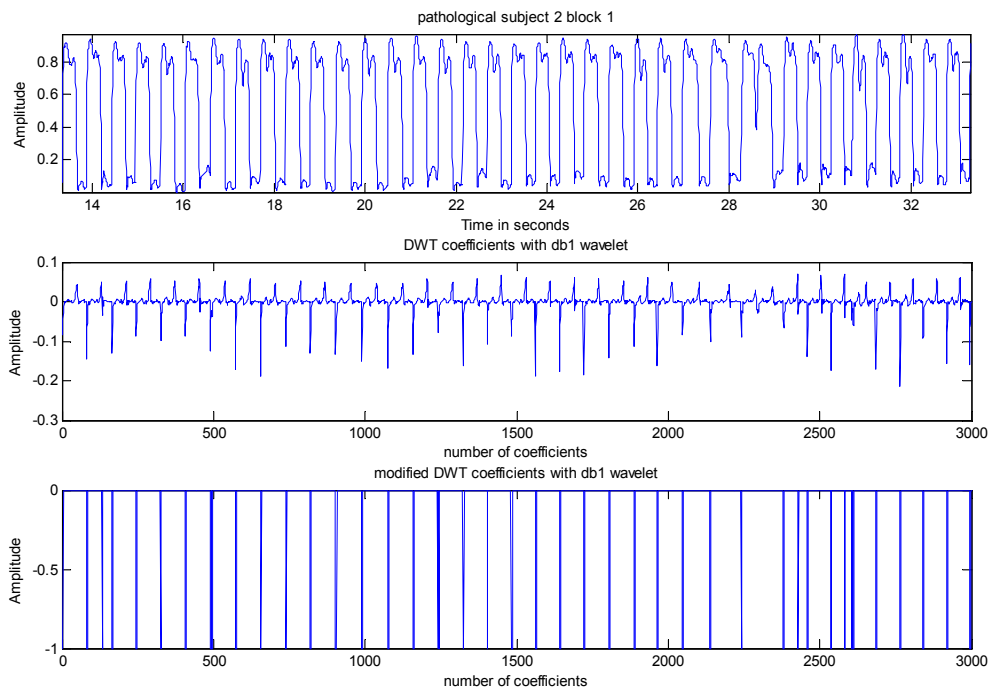 pathological subject 2 block 1
Amplitude
0.8
0.6
0.4
0.2
14 16 18 20 22 24 26 28 30 32
Time in seconds
DWT coefficients with db1 wavelet
Amplitude
0.1
0
-0.1
-0.2
-0.3
0 500 1000 1500 2000 2500 3000
number of coefficients
modified DWT coefficients with db1 wavelet
Amplitude
0
-0.5
-1
0 500 1000 1500 2000 2500 3000
number of coefficients